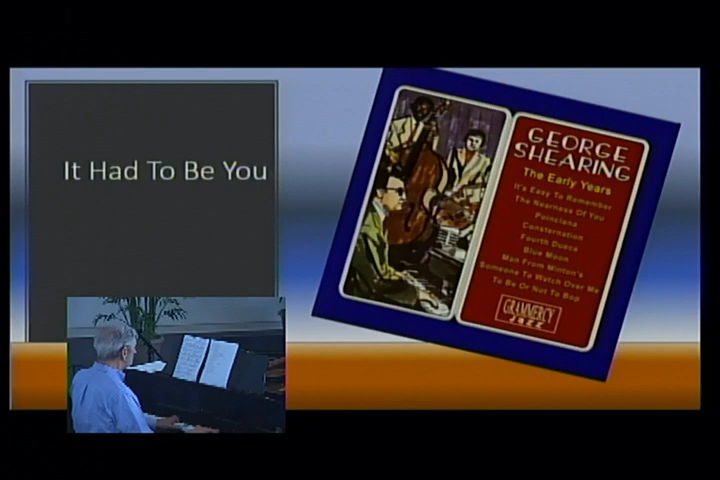 It Had To Be You
GEORGE
SHEARING
The Early Years
It's Easy To Remember
The Nearness Of You
Poinciana
Consternation
Fourth Duece
Blue Moon
Man From Minton's
Someone To Watch Over Me
To Be Or Not To Bop
GRAMMERCY
JAZZ